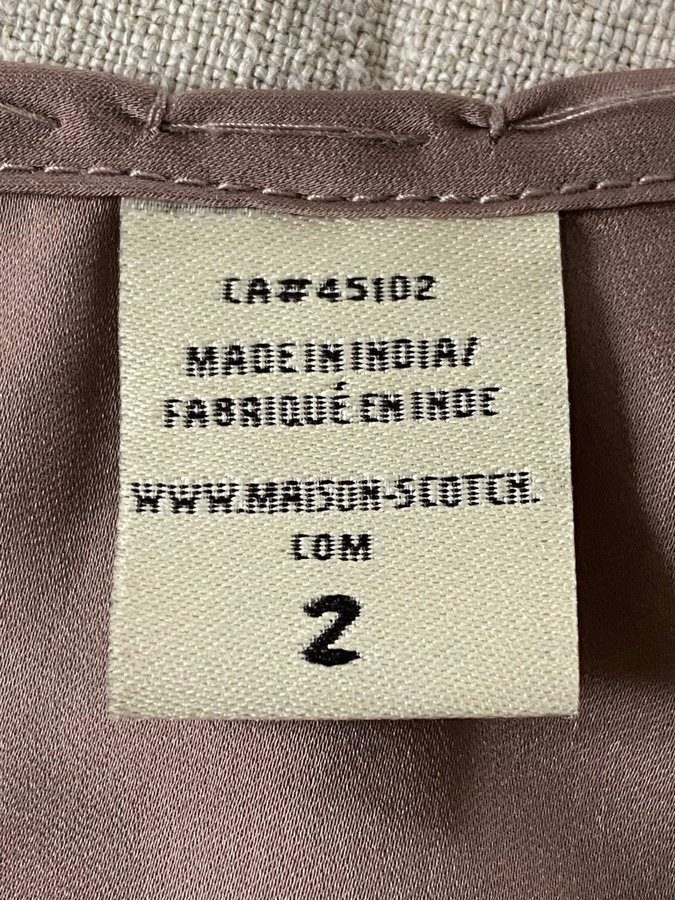 CA#45102
MADE IN INDIA/
FABRIQUÉ EN INDE
WWW.MAISON-SCOTCH.
COM
2